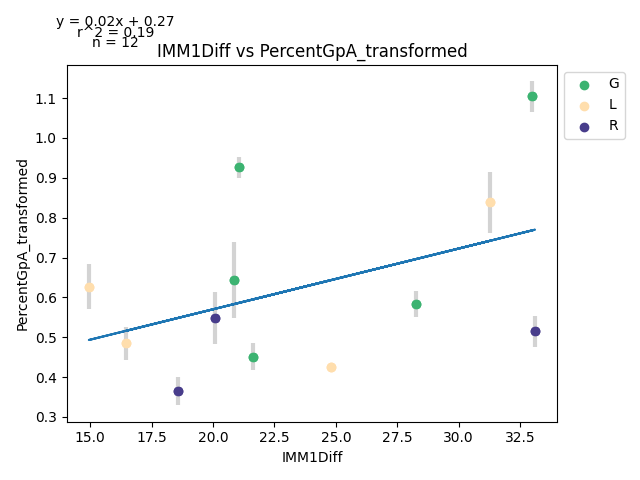 y = 0.02x + 0.27
r^2 = 0.19
n = 12
IMM1Diff vs PercentGpA_transformed
G
L
R
PercentGpA_transformed
1.1
1.0
0.9
0.8
0.7
0.6
0.5
0.4
0.3
15.0 17.5 20.0 22.5 25.0 27.5 30.0 32.5
IMM1Diff